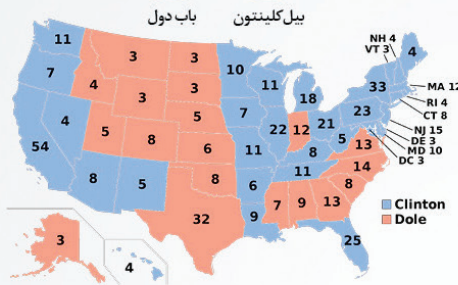 بیل کلینتون باب دول
NH 4
VT 3
11 3 3 10 4
7 4 3 3 11 18 33 MA 12
RI 4
CT 8
4 5 7 22 12 21 23 NJ 15
DE 3
MD 10
DC 3
54 5 8 6 11 8 5 13
8 5 8 6 11 14
32 9 7 9 13 8
25
3 4
Clinton
Dole